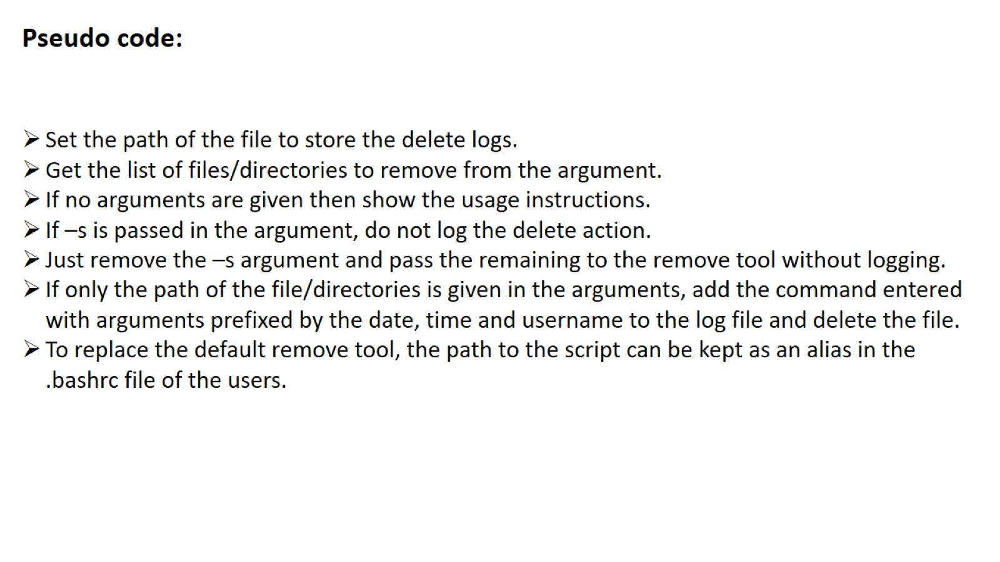 Pseudo code:
➢ Set the path of the file to store the delete logs.
➢ Get the list of files/directories to remove from the argument.
➢ If no arguments are given then show the usage instructions.
➢ If –s is passed in the argument, do not log the delete action.
➢ Just remove the –s argument and pass the remaining to the remove tool without logging.
➢ If only the path of the file/directories is given in the arguments, add the command entered
with arguments prefixed by the date, time and username to the log file and delete the file.
➢ To replace the default remove tool, the path to the script can be kept as an alias in the
.bashrc file of the users.